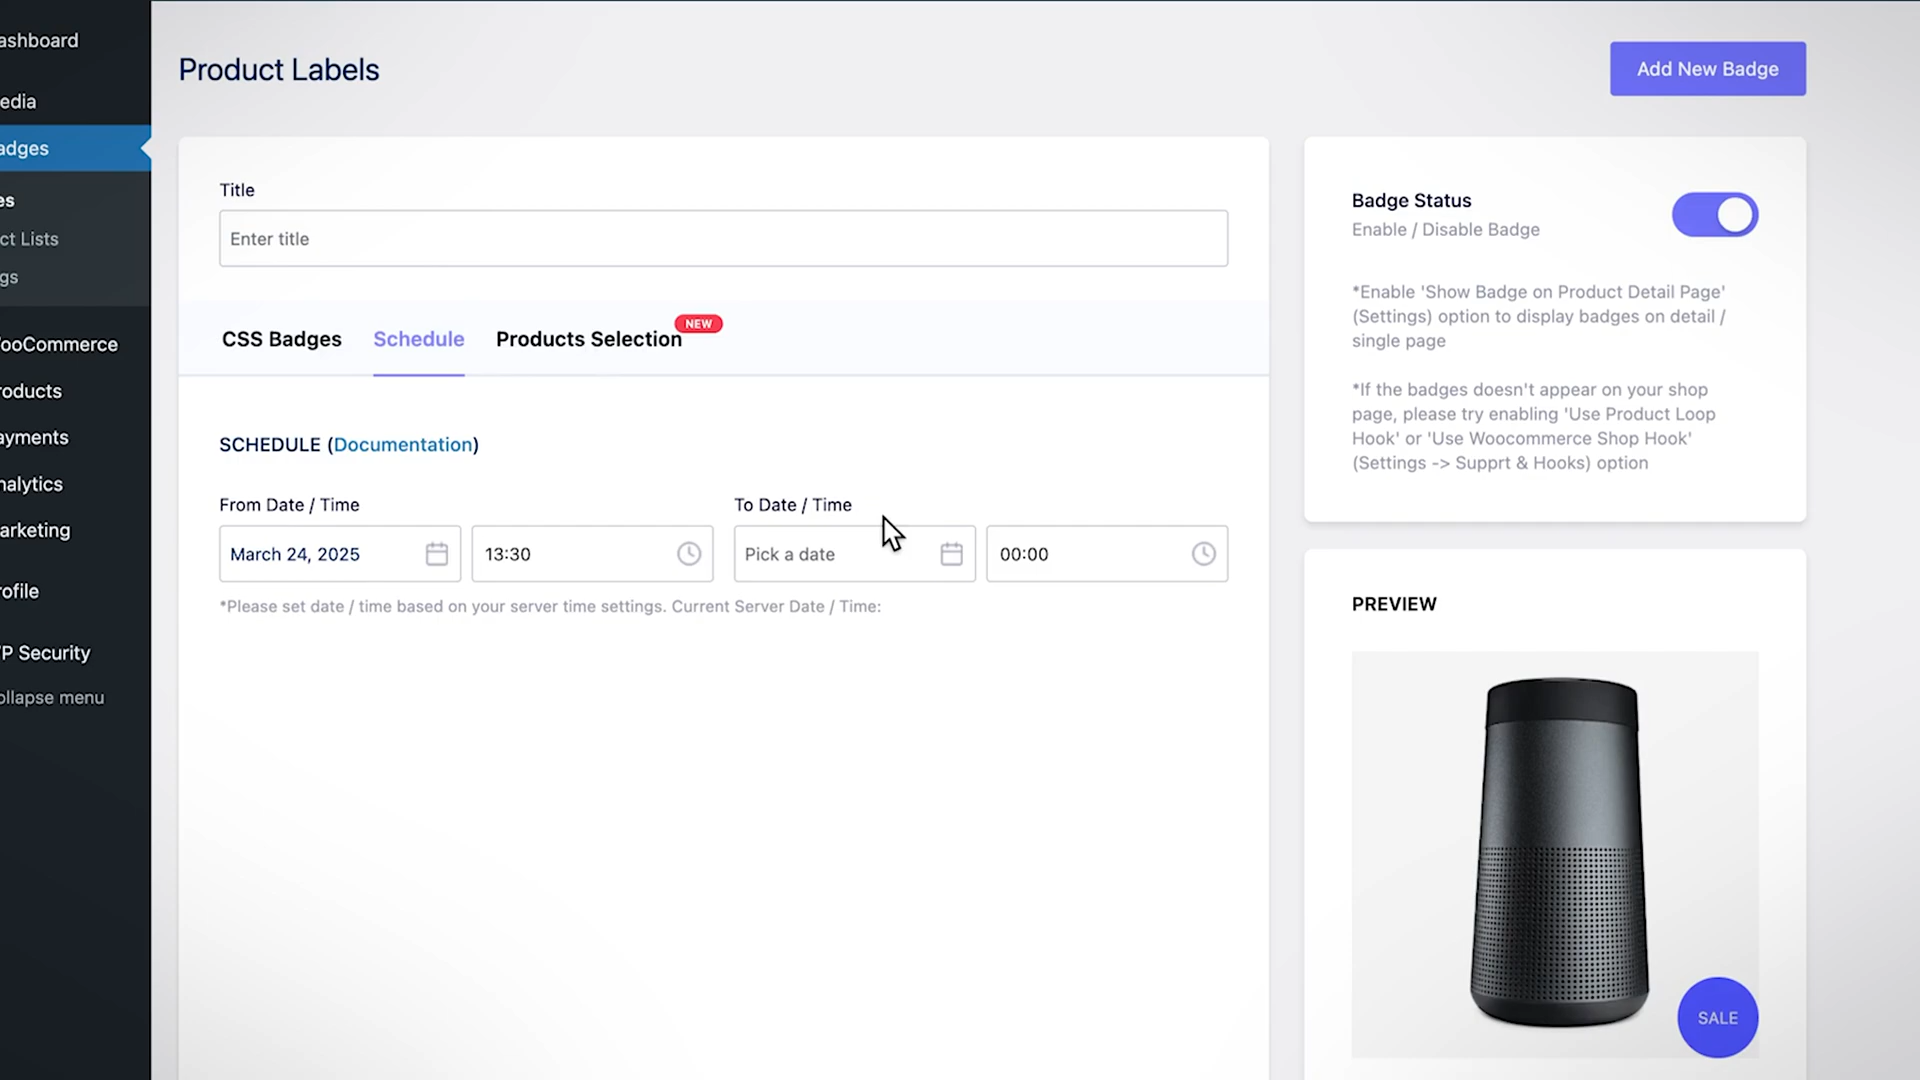 ashboard
edia
adges
es
ct Lists
gs
ooCommerce
roducts
ayments
nalytics
arketing
rofile
P Security
ollapse menu
Product Labels
Add New Badge
Title
Enter title
CSS Badges
Schedule
Products Selection
NEW
SCHEDULE (Documentation)
From Date / Time
To Date / Time
March 24, 2025
13:30
Pick a date
00:00
*Please set date / time based on your server time settings. Current Server Date / Time:
Badge Status
Enable / Disable Badge
*Enable 'Show Badge on Product Detail Page'
(Settings) option to display badges on detail /
single page
*If the badges doesn't appear on your shop
page, please try enabling 'Use Product Loop
Hook' or 'Use Woocommerce Shop Hook'
(Settings -> Supprt & Hooks) option
PREVIEW
SALE